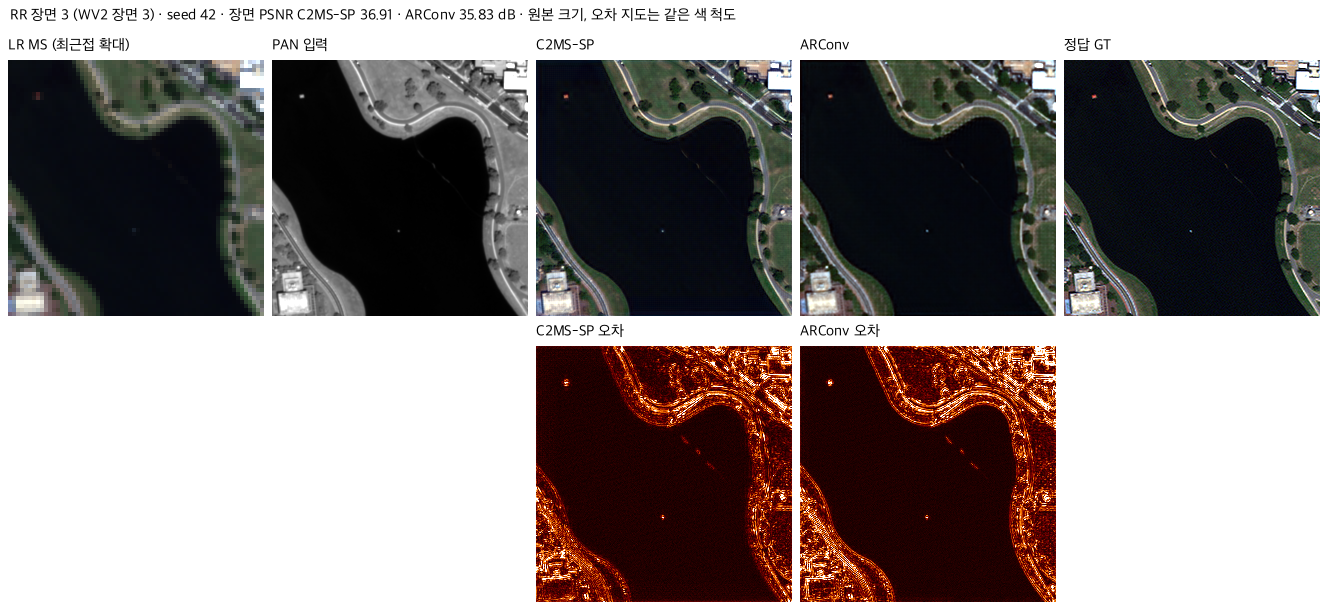 RR 장면 3 (WV2 장면 3) · seed 42 · 장면 PSNR C2MS-SP 36.91 · ARConv 35.83 dB · 원본 크기, 오차 지도는 같은 색 척도
LR MS (최근접 확대)
PAN 입력
C2MS-SP
ARConv
정답 GT
C2MS-SP 오차
ARConv 오차